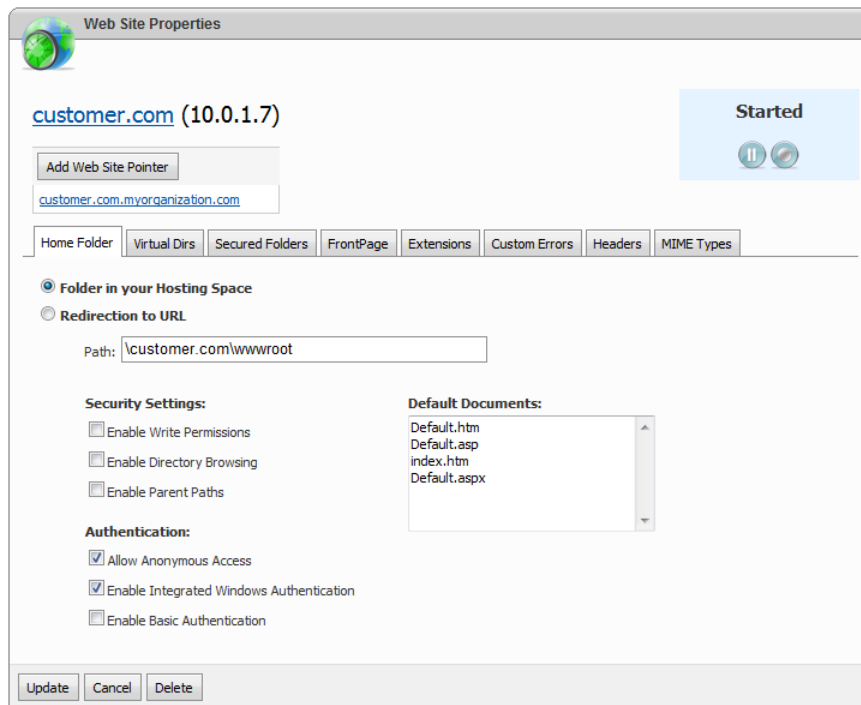 Web Site Properties
customer.com (10.0.1.7)
Started
Add Web Site Pointer
customer.com.myorganization.com
Home Folder Virtual Dirs Secured Folders FrontPage Extensions Custom Errors Headers MIME Types
Folder in your Hosting Space
Redirection to URL
Path: \customer.com\wwwroot
Security Settings:
Enable Write Permissions
Enable Directory Browsing
Enable Parent Paths
Default Documents:
Default.htm
Default.asp
index.htm
Default.aspx
Authentication:
Allow Anonymous Access
Enable Integrated Windows Authentication
Enable Basic Authentication
Update Cancel Delete